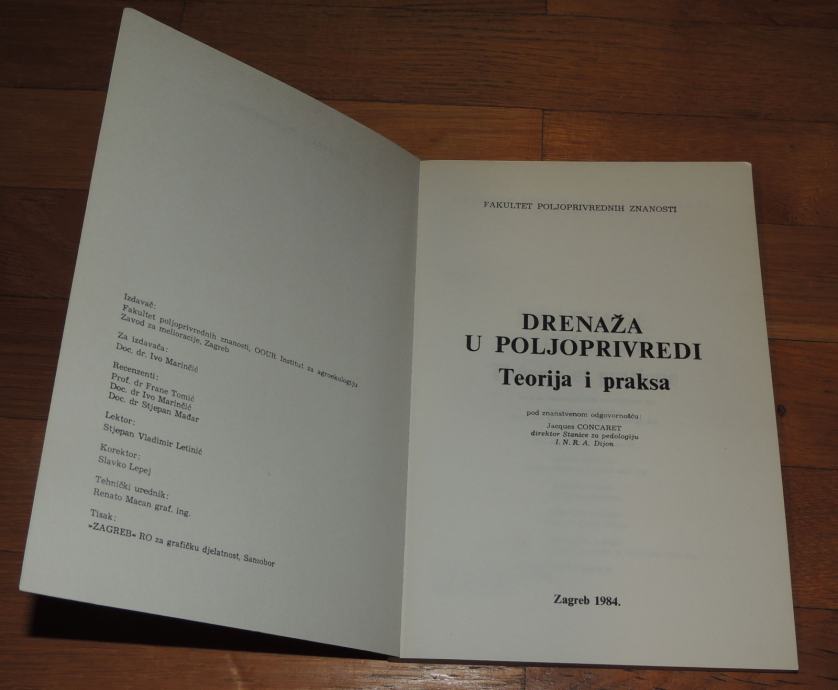 Izdavač:
Fakultet poljoprivrednih znanosti, OOUR Institut za agroekologiju
Zavod za melioracije, Zagreb
Za izdavača:
Doc. dr. Ivo Marinčić
Recenzenti:
Prof. dr Frane Tomić
Doc. dr Ivo Marinčić
Doc. dr Stjepan Mađar
Lektor:
Stjepan Vladimir Letinić
Korektor:
Slavko Lepej
Tehnički urednik:
Renato Macan graf. ing.
Tisak:
»ZAGREB« RO za grafičku djelatnost, Samobor
FAKULTET POLJOPRIVREDNIH ZNANOSTI
DRENAŽA
U POLJOPRIVREDI
Teorija i praksa
pod znanstvenom odgovornošću:
Jacques CONCARET
direktor Stanice za pedologiju
I. N. R. A. Dijon
Zagreb 1984.